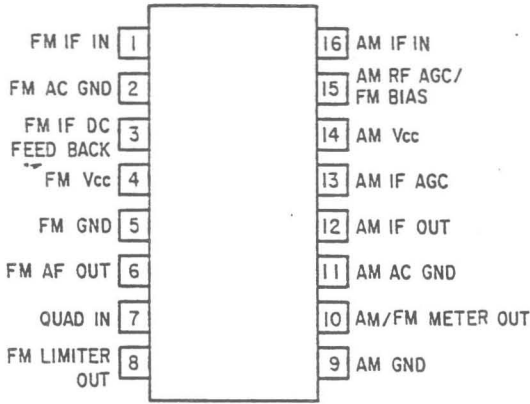 FM IF IN 1
FM AC GND 2
FM IF DC
FEED BACK 3
FM Vcc 4
FM GND 5
FM AF OUT 6
QUAD IN 7
FM LIMITER
OUT 8
16 AM IF IN
15 AM RF AGC/
FM BIAS
14 AM Vcc
13 AM IF AGC
12 AM IF OUT
11 AM AC GND
10 AM/FM METER OUT
9 AM GND